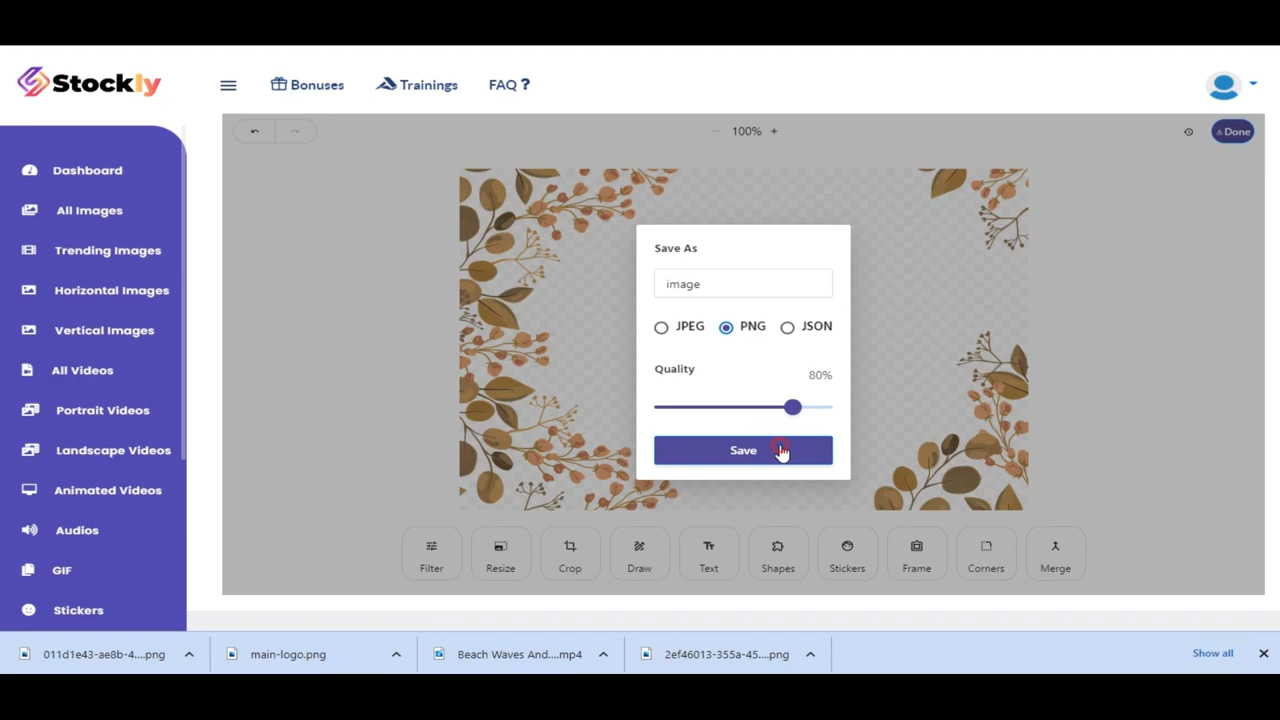 Stockly
Bonuses
Trainings
FAQ ?
Dashboard
All Images
Trending Images
Horizontal Images
Vertical Images
All Videos
Portrait Videos
Landscape Videos
Animated Videos
Audios
GIF
Stickers
100%
Done
Save As
image
JPEG
PNG
JSON
Quality
80%
Save
Filter
Resize
Crop
Draw
Text
Shapes
Stickers
Frame
Corners
Merge
011d1e43-ae8b-4....png
main-logo.png
Beach Waves And....mp4
2ef46013-355a-45....png
Show all